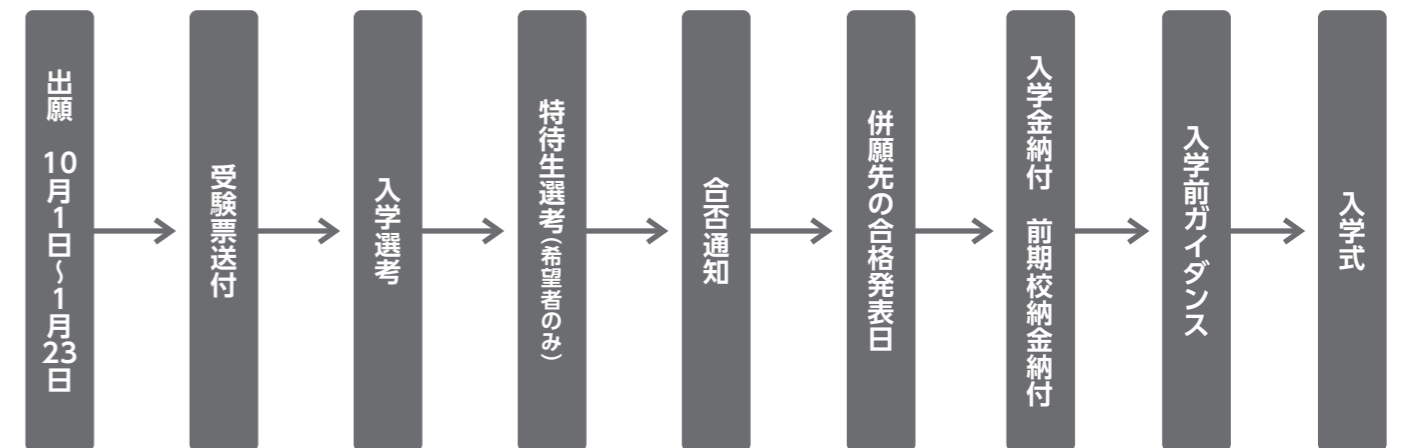 出願　10月1日〜1月23日
受験票送付
入学選考
特待生選考（希望者のみ）
合否通知
併願先の合格発表日
入学金納付　前期校納金納付
入学前ガイダンス
入学式